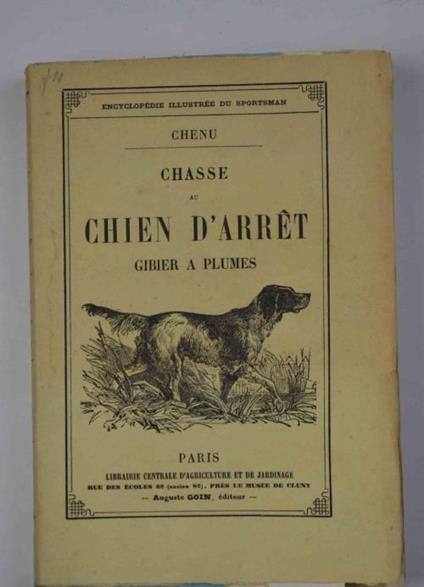 ENCYCLOPÉDIE ILLUSTRÉE DU SPORTSMAN
CHENU
CHASSE
AU
CHIEN D'ARRÊT
GIBIER A PLUMES
PARIS
LIBRAIRIE CENTRALE D'AGRICULTURE ET DE JARDINAGE
RUE DES ÉCOLES 62 (ancien 82), PRÈS LE MUSÉE DE CLUNY
— Auguste GOIN, éditeur —